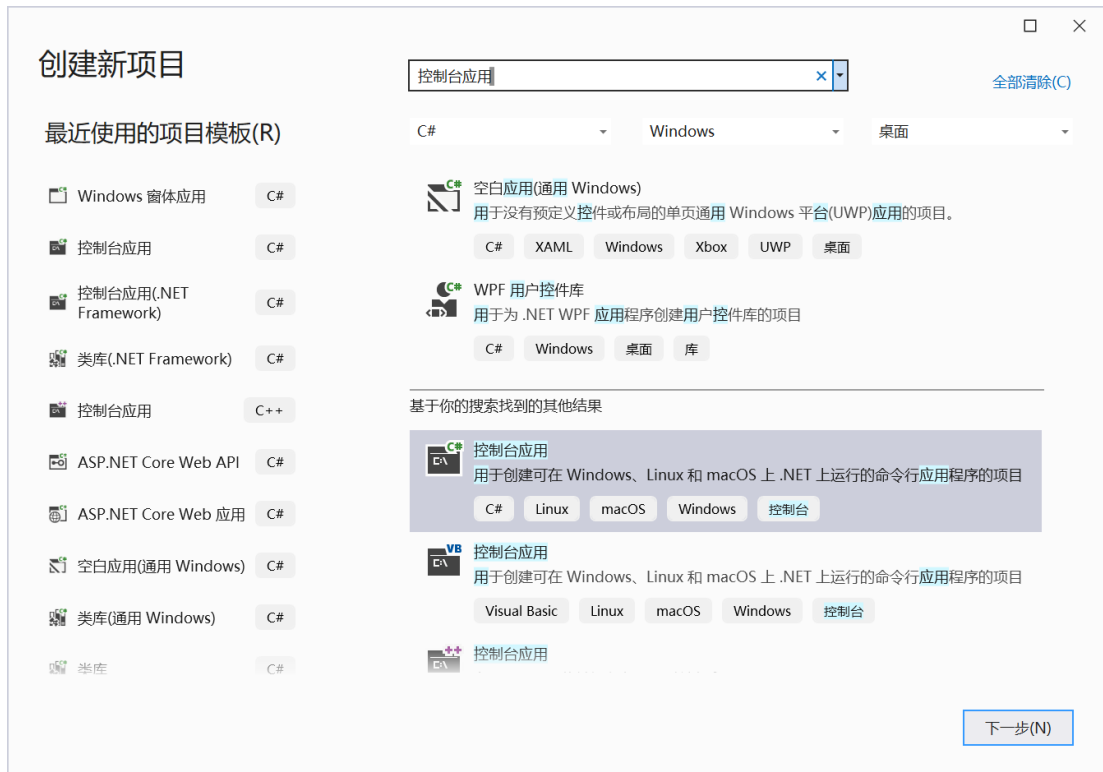 创建新项目
控制台应用
全部清除(C)
最近使用的项目模板(R)
C# Windows 桌面
Windows 窗体应用 C#
控制台应用 C#
控制台应用(.NET
Framework) C#
类库(.NET Framework) C#
控制台应用 C++
ASP.NET Core Web API C#
ASP.NET Core Web 应用 C#
空白应用(通用 Windows) C#
类库(通用 Windows) C#
类库 C#
空白应用(通用 Windows)
用于没有预定义控件或布局的单页通用 Windows 平台(UWP)应用的项目。
C# XAML Windows Xbox UWP 桌面
WPF 用户控件库
用于为 .NET WPF 应用程序创建用户控件库的项目
C# Windows 桌面 库
基于你的搜索找到的其他结果
控制台应用
用于创建可在 Windows、Linux 和 macOS 上 .NET 上运行的命令行应用程序的项目
C# Linux macOS Windows 控制台
控制台应用
用于创建可在 Windows、Linux 和 macOS 上 .NET 上运行的命令行应用程序的项目
Visual Basic Linux macOS Windows 控制台
控制台应用
下一步(N)